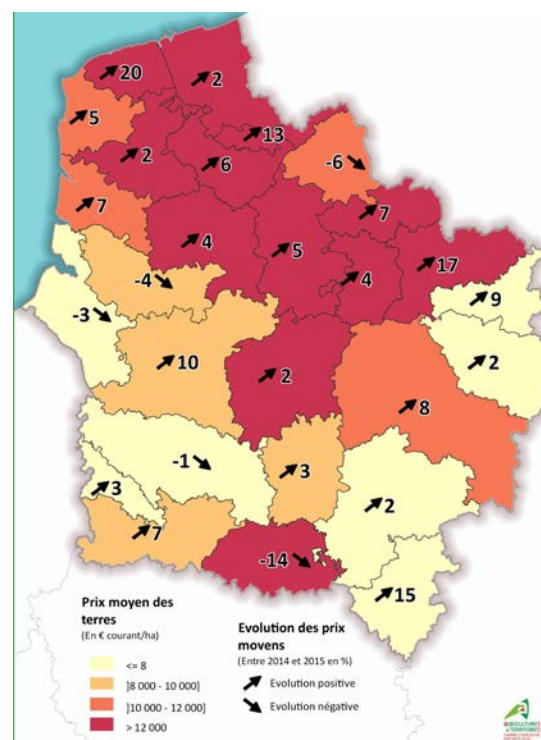 20
2
5
13
2
6
-6
7
7
4
5
4
17
-4
9
-3
10
2
2
8
-1
3
3
2
7
-14
15
Prix moyen des
terres
(En € courant/ha)
<= 8
]8 000 - 10 000]
]10 000 - 12 000]
> 12 000
Evolution des prix
movens
(Entre 2014 et 2015 en %)
Evolution positive
Evolution négative
AGRICULTURES
& TERRITOIRES